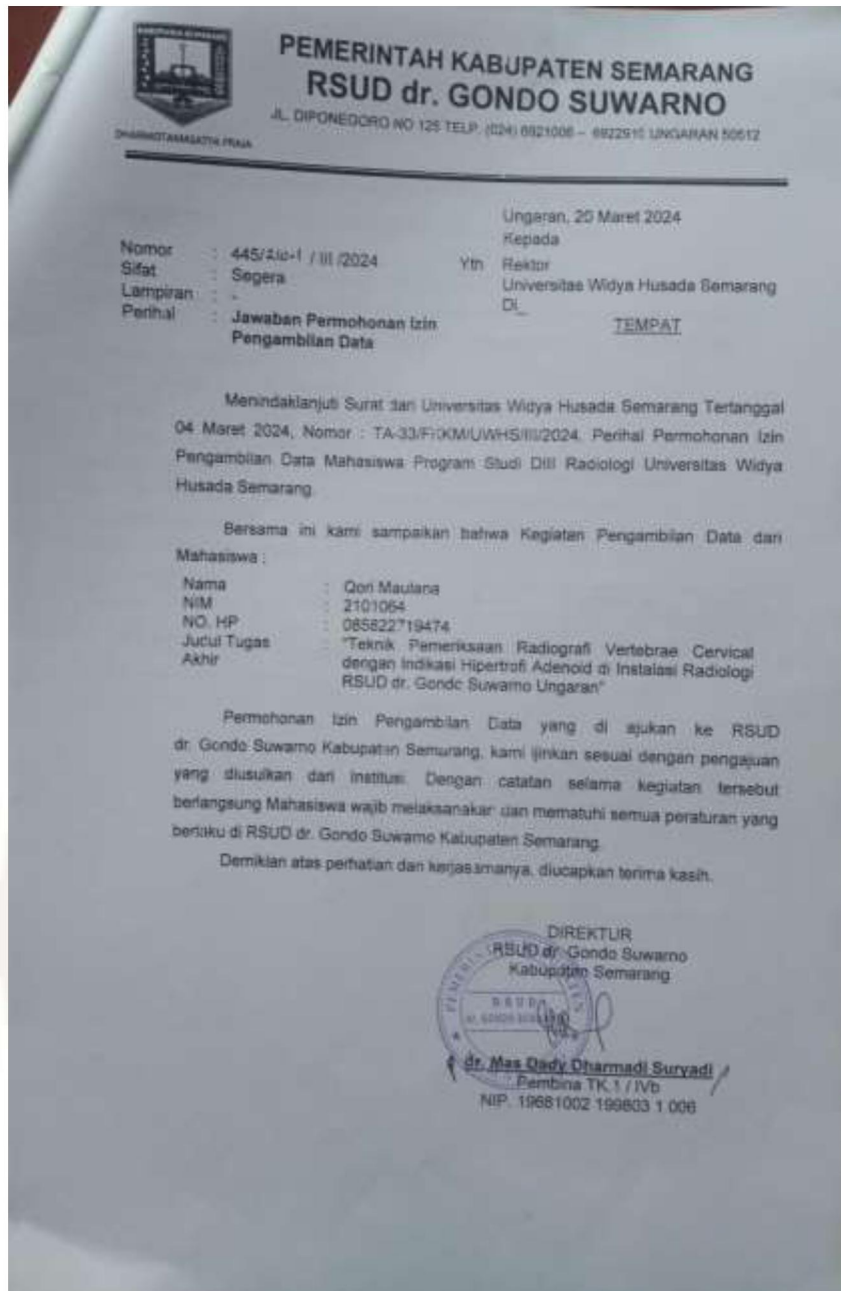 PEMERINTAH KABUPATEN SEMARANG
RSUD dr. GONDO SUWARNO
JL. DIPONEGORO NO 125 TELP. (024) 6921006 – 6922910 UNGARAN 50512
DHARMOTTAMASATYA PRAJA
Ungaran, 20 Maret 2024
Kepada
Nomor : 445/ / III /2024 Yth Rektor
Sifat : Segera Universitas Widya Husada Semarang
Lampiran : - Di_
Perihal : Jawaban Permohonan Izin TEMPAT
Pengambilan Data
Menindaklanjuti Surat dari Universitas Widya Husada Semarang Tertanggal
04 Maret 2024, Nomor : TA-33/FKKM/UWHS/III/2024, Perihal Permohonan Izin
Pengambilan Data Mahasiswa Program Studi DIII Radiologi Universitas Widya
Husada Semarang.
Bersama ini kami sampaikan bahwa Kegiatan Pengambilan Data dari
Mahasiswa :
Nama : Qori Maulana
NIM : 2101064
NO. HP : 085822719474
Judul Tugas : "Teknik Pemeriksaan Radiografi Vertebrae Cervical
Akhir dengan Indikasi Hipertrofi Adenoid di Instalasi Radiologi
RSUD dr. Gondo Suwarno Ungaran"
Permohonan Izin Pengambilan Data yang di ajukan ke RSUD
dr. Gondo Suwarno Kabupaten Semarang, kami ijinkan sesuai dengan pengajuan
yang diusulkan dari Institusi. Dengan catatan selama kegiatan tersebut
berlangsung Mahasiswa wajib melaksanakan dan mematuhi semua peraturan yang
berlaku di RSUD dr. Gondo Suwarno Kabupaten Semarang.
Demikian atas perhatian dan kerjasamanya, diucapkan terima kasih.
DIREKTUR
RSUD dr. Gondo Suwarno
Kabupaten Semarang
RSUD
dr. Mas Dady Dharmadi Suryadi
Pembina TK.1 / IVb
NIP. 19681002 199803 1 006